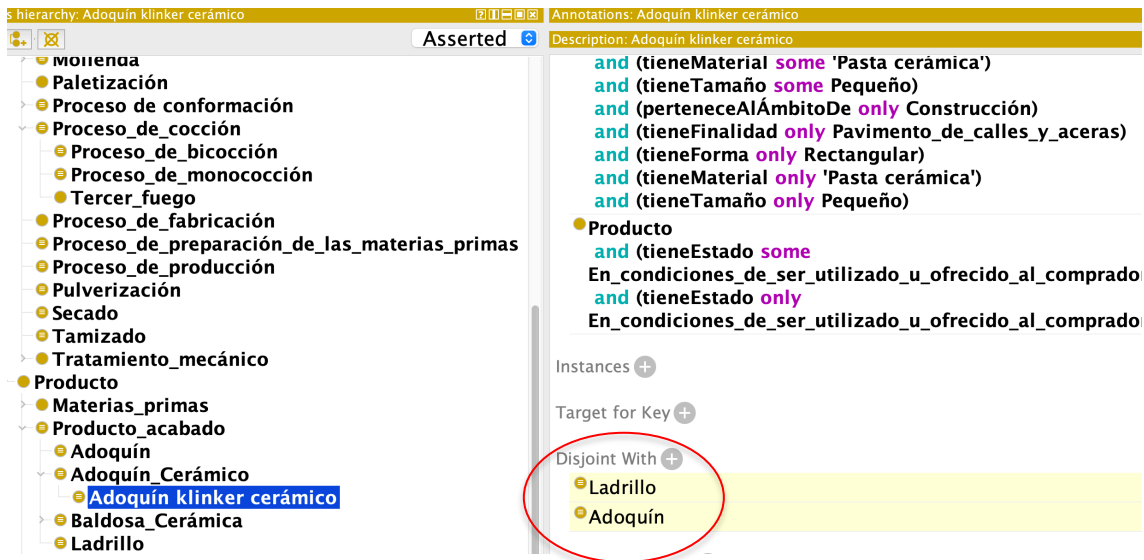 s hierarchy: Adoquín klinker cerámico
Asserted
Molienda
Paletización
Proceso de conformación
Proceso_de_cocción
Proceso_de_bicocción
Proceso_de_monococción
Tercer_fuego
Proceso_de_fabricación
Proceso_de_preparación_de_las_materias_primas
Proceso_de_producción
Pulverización
Secado
Tamizado
Tratamiento_mecánico
Producto
Materias_primas
Producto_acabado
Adoquín
Adoquín_Cerámico
Adoquín klinker cerámico
Baldosa_Cerámica
Ladrillo
Annotations: Adoquín klinker cerámico
Description: Adoquín klinker cerámico
and (tieneMaterial some 'Pasta cerámica')
and (tieneTamaño some Pequeño)
and (perteneceAlÁmbitoDe only Construcción)
and (tieneFinalidad only Pavimento_de_calles_y_aceras)
and (tieneForma only Rectangular)
and (tieneMaterial only 'Pasta cerámica')
and (tieneTamaño only Pequeño)
Producto
and (tieneEstado some
En_condiciones_de_ser_utilizado_u_ofrecido_al_comprador
and (tieneEstado only
En_condiciones_de_ser_utilizado_u_ofrecido_al_comprador
Instances
Target for Key
Disjoint With
Ladrillo
Adoquín